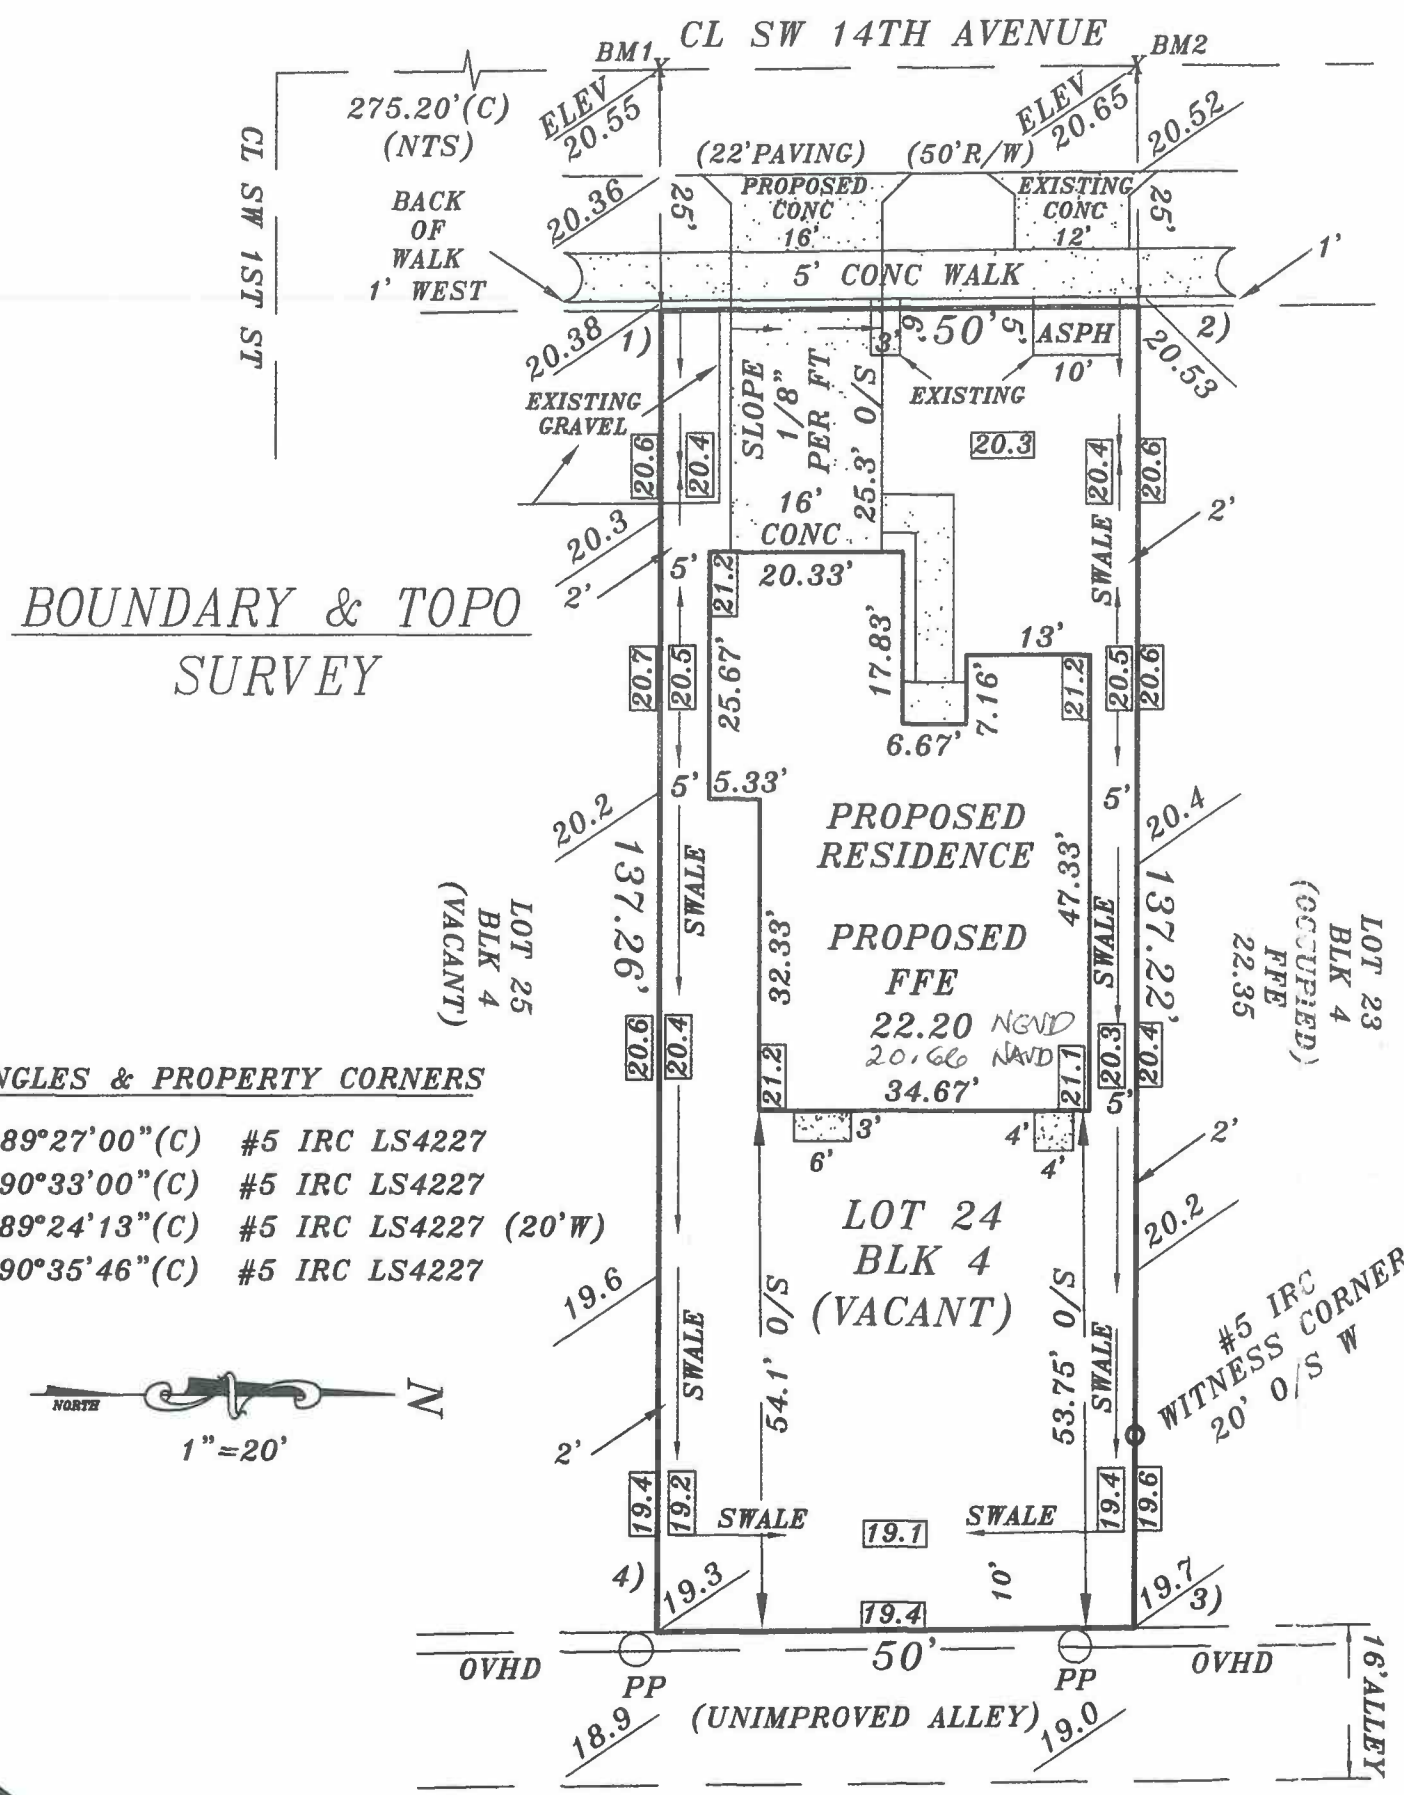 CL SW 14TH AVENUE
BM1
BM2
275.20'(C)
(NTS)
ELEV
20.55
ELEV
20.65
20.52
CL SW 1ST ST
BACK
OF
WALK
1' WEST
20.36
25'
(22'PAVING)
(50'R/W)
PROPOSED
CONC
16'
EXISTING
CONC
12'
25'
1'
5' CONC WALK
20.38
1)
50'
3'
6'
5'
ASPH
10'
2)
20.53
EXISTING
GRAVEL
SLOPE
1/8"
PER FT
25.3' O/S
EXISTING
20.6
20.4
20.3
20.4
20.6
16'
CONC
20.3
2'
5'
SWALE
2'
BOUNDARY & TOPO
SURVEY
21.2
20.33'
17.83'
13'
25.67'
20.7
20.5
7.16'
21.2
20.5
20.6
6.67'
5'
5.33'
5'
20.2
20.4
PROPOSED
RESIDENCE
137.26'
SWALE
47.33'
137.22'
LOT 25
BLK 4
(VACANT)
32.33'
PROPOSED
FFE
22.20 NGVD
20.66 NAVD
34.67'
SWALE
LOT 23
BLK 4
(OCCUPIED)
FFE
22.35
20.6
20.4
21.2
21.1
20.3
20.4
5'
NGLES & PROPERTY CORNERS
89°27'00"(C) #5 IRC LS4227
90°33'00"(C) #5 IRC LS4227
89°24'13"(C) #5 IRC LS4227 (20'W)
90°35'46"(C) #5 IRC LS4227
3'
6'
4'
4'
2'
LOT 24
BLK 4
(VACANT)
20.2
19.6
54.1' O/S
53.75' O/S
SWALE
SWALE
#5 IRC
WITNESS CORNER
20' O/S W
NORTH
N
1"=20'
2'
19.4
19.2
SWALE
19.1
SWALE
19.4
19.6
4)
19.3
10'
19.7
3)
19.4
50'
OVHD
PP
PP
OVHD
(UNIMPROVED ALLEY)
18.9
19.0
16'ALLEY